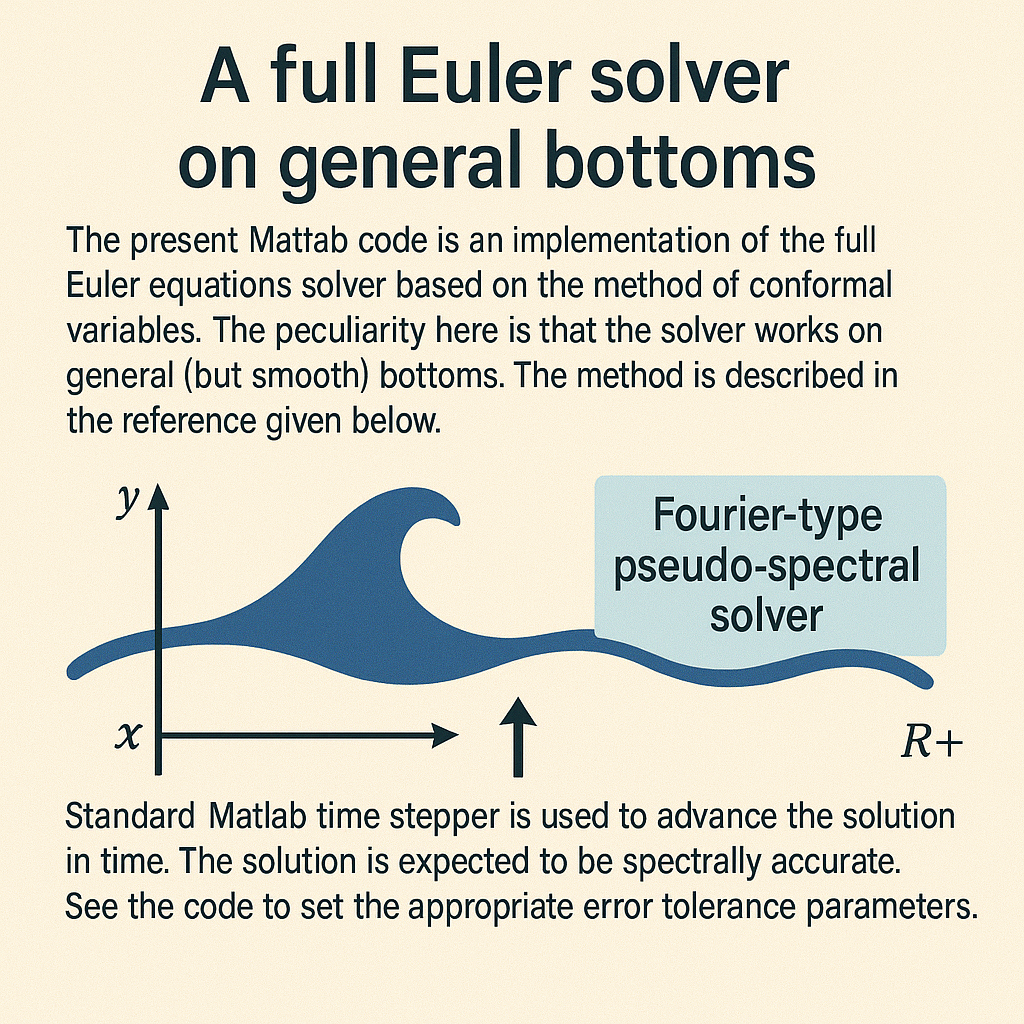 A full Euler solver
on general bottoms
The present Mattab code is an implementation of the full
Euler equations solver based on the method of conformal
variables. The peculiarity here is that the solver works on
general (but smooth) bottoms. The method is described in
the reference given below.
y
Fourier-type
pseudo-spectral
solver
x
R+
Standard Matlab time stepper is used to advance the solution
in time. The solution is expected to be spectrally accurate.
See the code to set the appropriate error tolerance parameters.